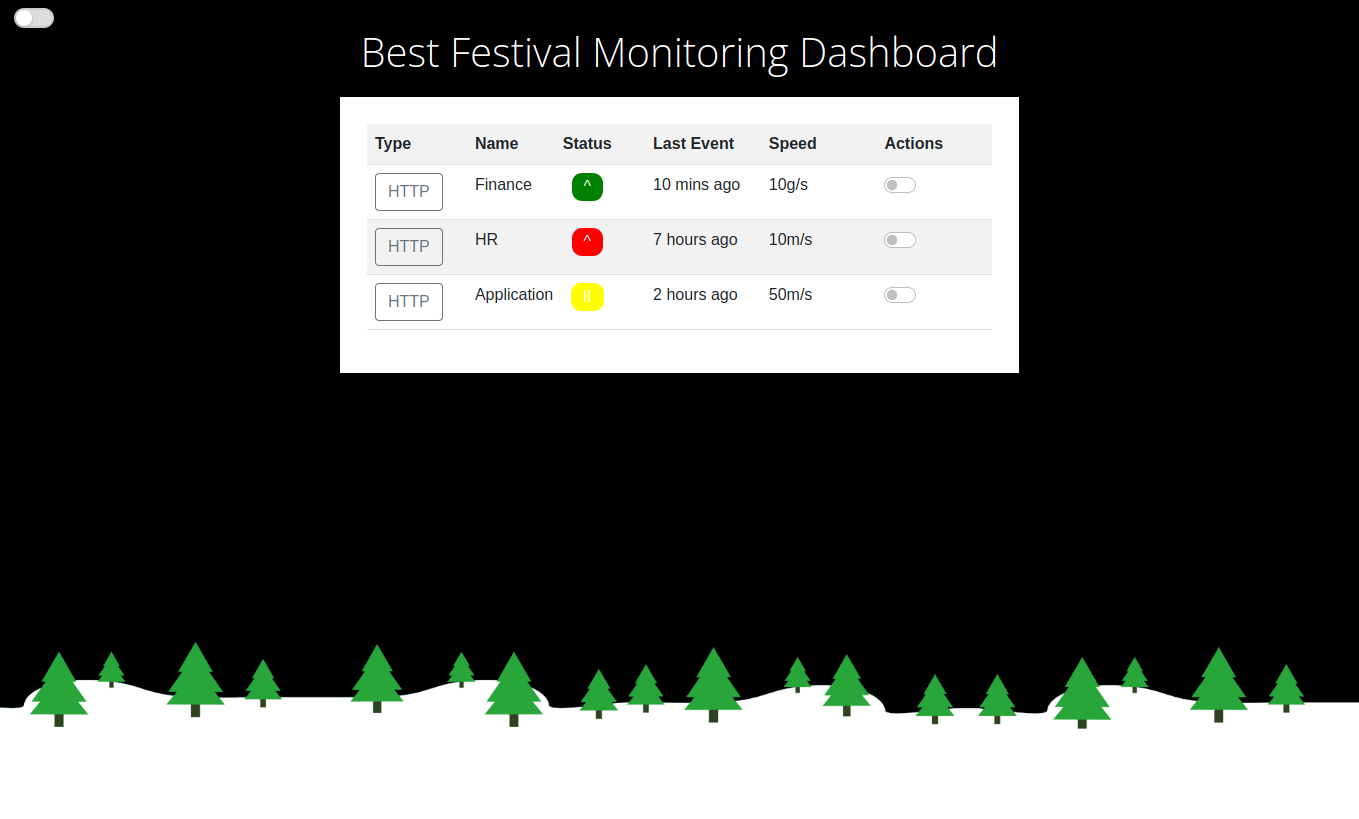 Best Festival Monitoring Dashboard
Type Name Status Last Event Speed Actions
HTTP Finance ^ 10 mins ago 10g/s
HTTP HR ^ 7 hours ago 10m/s
HTTP Application || 2 hours ago 50m/s